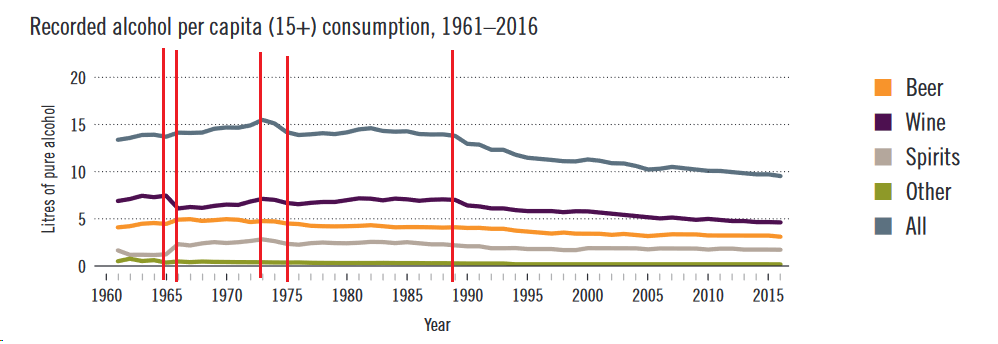 Recorded alcohol per capita (15+) consumption, 1961–2016
Litres of pure alcohol
20
15
10
5
0
1960 1965 1970 1975 1980 1985 1990 1995 2000 2005 2010 2015
Year
Beer
Wine
Spirits
Other
All